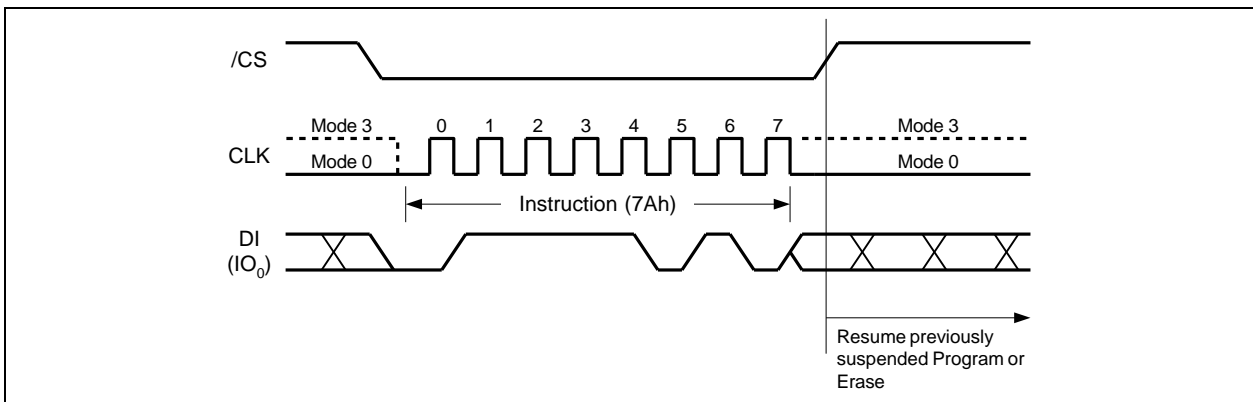 /CS
Mode 3
0 1 2 3 4 5 6 7
Mode 3
CLK
Mode 0
Mode 0
Instruction (7Ah)
DI
(IO0)
Resume previously
suspended Program or
Erase